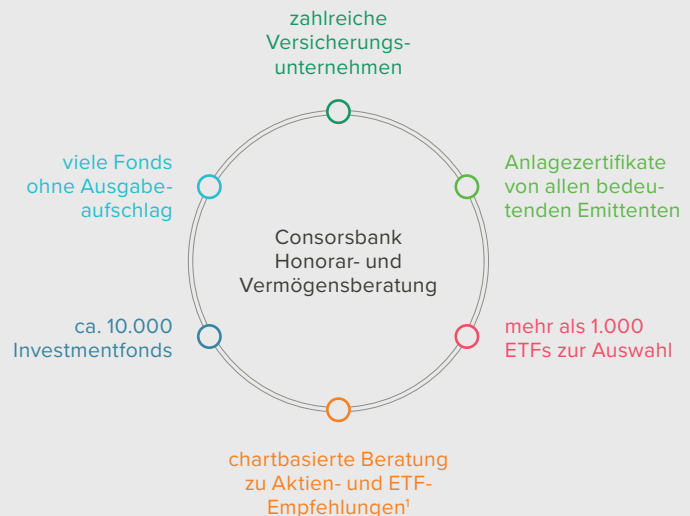 zahlreiche
Versicherungs-
unternehmen
viele Fonds
ohne Ausgabe-
aufschlag
Anlagezertifikate
von allen bedeu-
tenden Emittenten
Consorsbank
Honorar- und
Vermögensberatung
ca. 10.000
Investmentfonds
mehr als 1.000
ETFs zur Auswahl
chartbasierte Beratung
zu Aktien- und ETF-
Empfehlungen¹